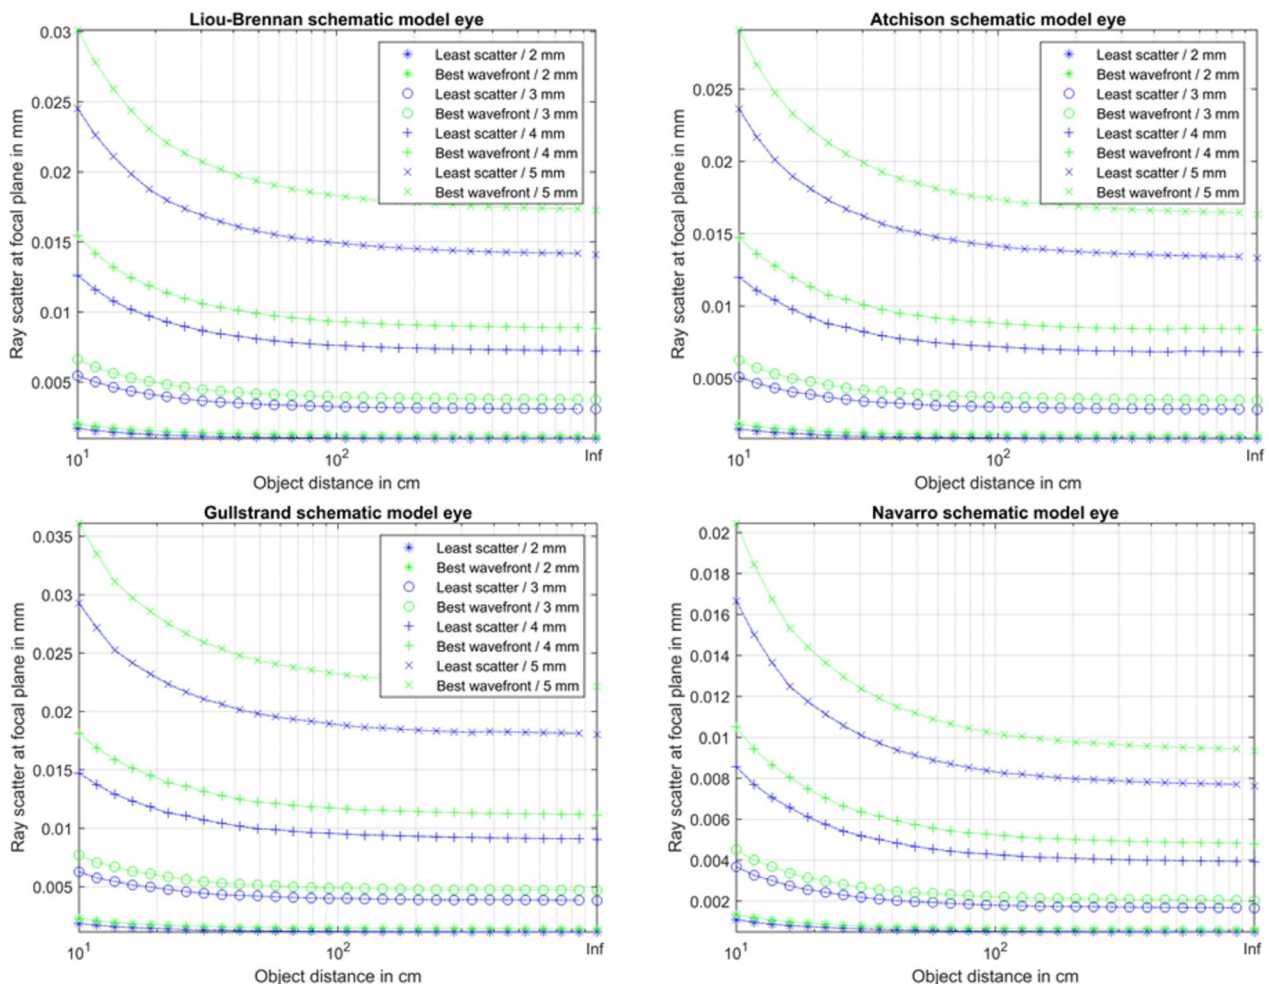 Liou-Brennan schematic model eye
0.03
0.025
0.02
0.015
0.01
0.005
Ray scatter at focal plane in mm
Least scatter / 2 mm
Best wavefront / 2 mm
Least scatter / 3 mm
Best wavefront / 3 mm
Least scatter / 4 mm
Best wavefront / 4 mm
Least scatter / 5 mm
Best wavefront / 5 mm
10¹ 10² Inf
Object distance in cm
Atchison schematic model eye
0.025
0.02
0.015
0.01
0.005
Ray scatter at focal plane in mm
Least scatter / 2 mm
Best wavefront / 2 mm
Least scatter / 3 mm
Best wavefront / 3 mm
Least scatter / 4 mm
Best wavefront / 4 mm
Least scatter / 5 mm
Best wavefront / 5 mm
10¹ 10² Inf
Object distance in cm
Gullstrand schematic model eye
0.035
0.03
0.025
0.02
0.015
0.01
0.005
Ray scatter at focal plane in mm
Least scatter / 2 mm
Best wavefront / 2 mm
Least scatter / 3 mm
Best wavefront / 3 mm
Least scatter / 4 mm
Best wavefront / 4 mm
Least scatter / 5 mm
Best wavefront / 5 mm
10¹ 10² Inf
Object distance in cm
Navarro schematic model eye
0.02
0.018
0.016
0.014
0.012
0.01
0.008
0.006
0.004
0.002
Ray scatter at focal plane in mm
10¹ 10² Inf
Object distance in cm